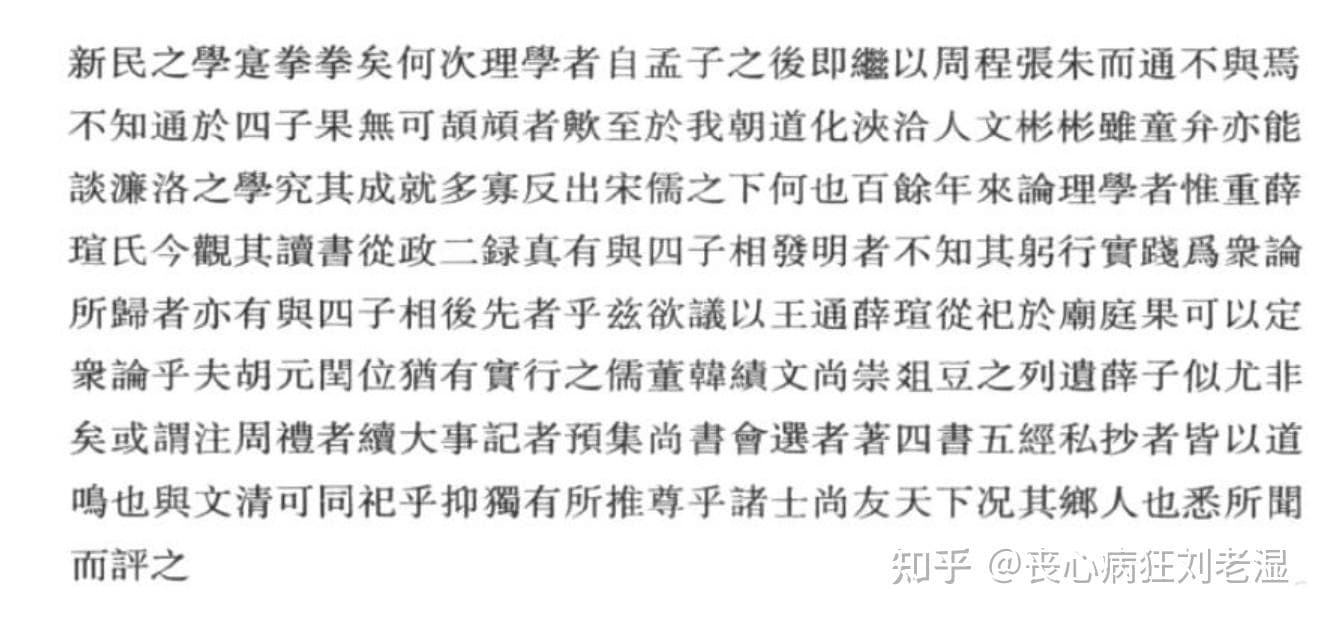 新民之學寔拳拳矣何次理學者自孟子之後即繼以周程張朱而通不與焉
不知通於四子果無可頡頏者歟至於我朝道化浹洽人文彬彬雖童弁亦能
談濂洛之學究其成就多寡反出宋儒之下何也百餘年來論理學者惟重薛
瑄氏今觀其讀書從政二録真有與四子相發明者不知其躬行實踐爲衆論
所歸者亦有與四子相後先者乎兹欲議以王通薛瑄從祀於廟庭果可以定
衆論乎夫胡元閏位猶有實行之儒董韓績文尚崇爼豆之列遺薛子似尤非
矣或謂注周禮者續大事記者預集尚書會選者著四書五經私抄者皆以道
鳴也與文清可同祀乎抑獨有所推尊乎諸士尚友天下况其鄉人也悉所聞
而評之
知乎 @丧心病狂刘老湿